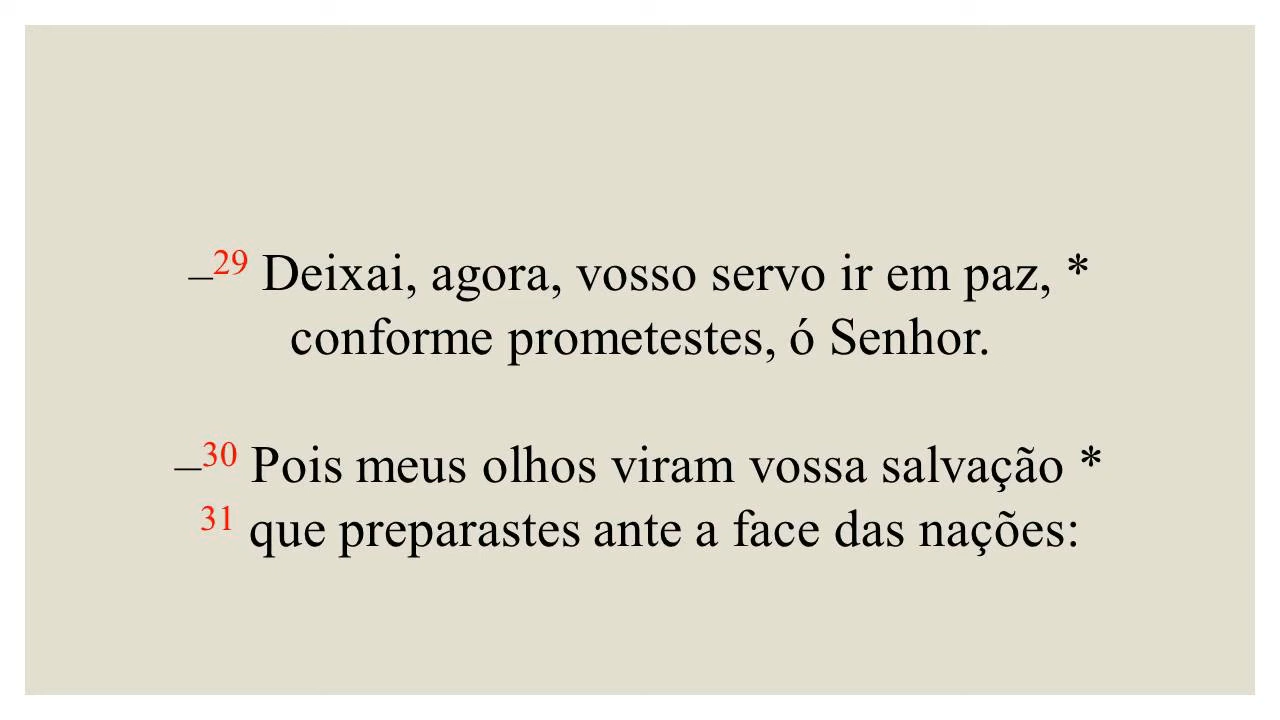 –29 Deixai, agora, vosso servo ir em paz, *
conforme prometestes, ó Senhor.
–30 Pois meus olhos viram vossa salvação *
31 que preparastes ante a face das nações: